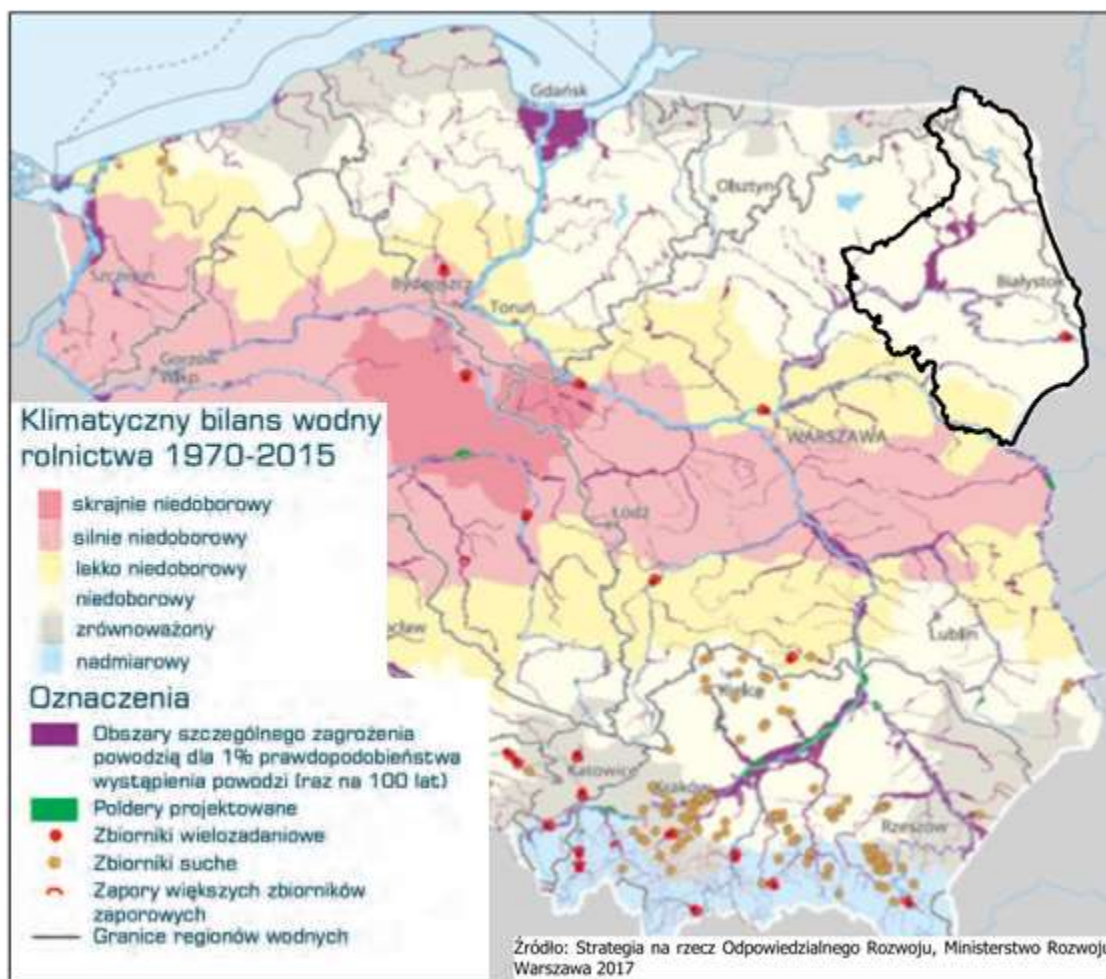 Gdańsk
Olsztyn
Białystok
Szczecin
Bydgoszcz
Toruń
Gorzów
Wlkp.
WARSZAWA
Klimatyczny bilans wodny
rolnictwa 1970-2015
skrajnie niedoborowy
silnie niedoborowy
lekko niedoborowy
niedoborowy
zrównoważony
nadmiarowy
Łódź
ocław
Lublin
Kielce
Oznaczenia
Obszary szczególnego zagrożenia
powodzią dla 1% prawdopodobieństwa
wystąpienia powodzi (raz na 100 lat)
Poldery projektowane
Zbiorniki wielozadaniowe
Zbiorniki suche
Zapory większych zbiorników
zaporowych
Granice regionów wodnych
Katowice
Kraków
Rzeszów
Źródło: Strategia na rzecz Odpowiedzialnego Rozwoju, Ministerstwo Rozwoju
Warszawa 2017